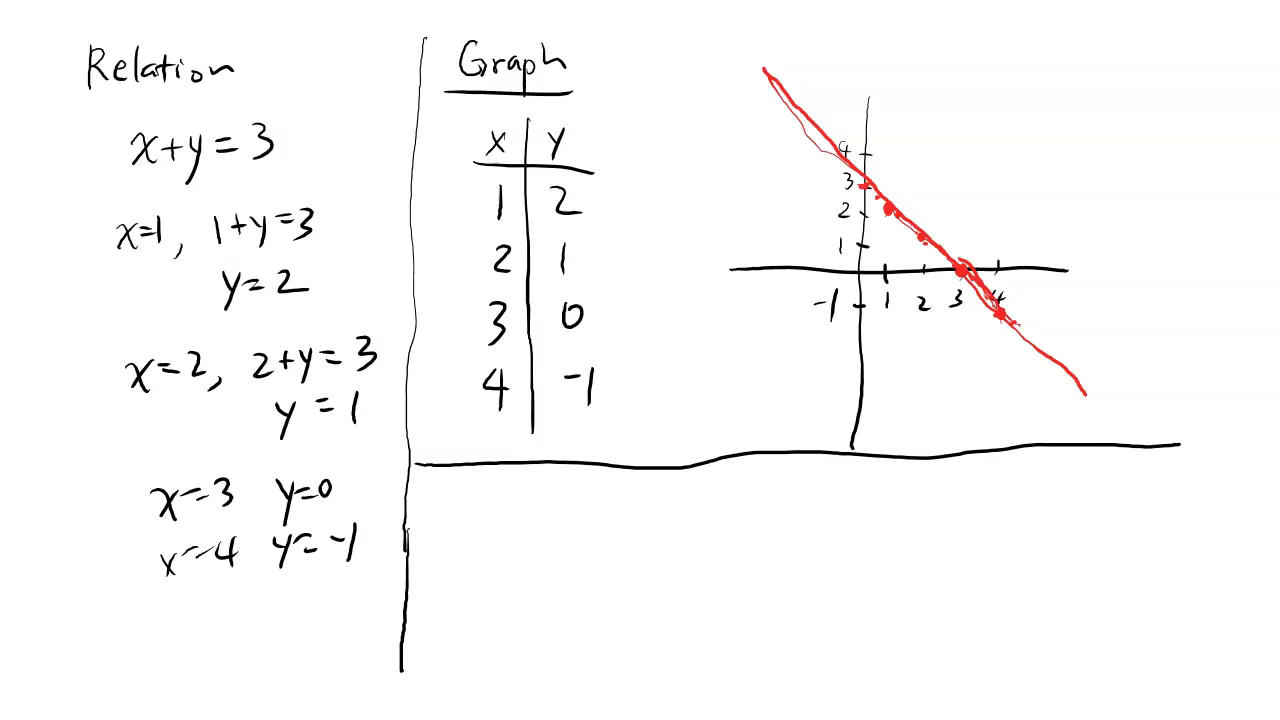 Relation
x+y=3
x=1, 1+y=3
y=2
x=2, 2+y=3
y=1
x=3 y=0
x=4 y=-1
Graph
x y
1 2
2 1
3 0
4 -1
4
3
2
1
-1 1 2 3 4